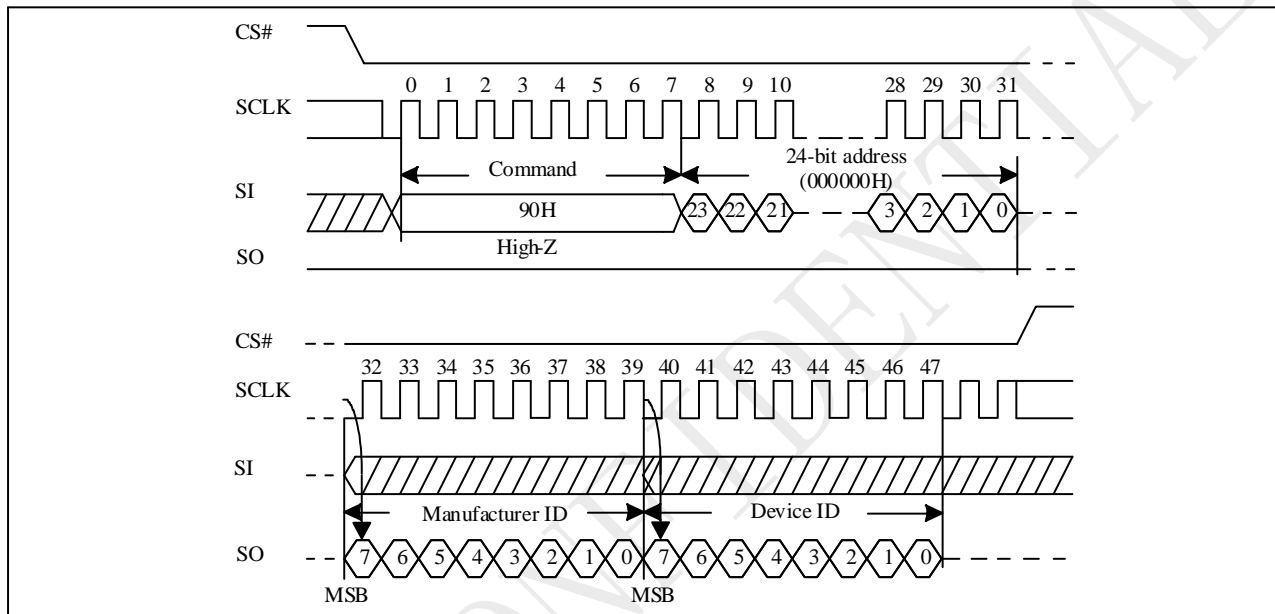 CS#
0 1 2 3 4 5 6 7 8 9 10 28 29 30 31
SCLK
Command
24-bit address
(000000H)
SI
90H
23 22 21 3 2 1 0
High-Z
SO
CS#
32 33 34 35 36 37 38 39 40 41 42 43 44 45 46 47
SCLK
SI
Manufacturer ID Device ID
SO
7 6 5 4 3 2 1 0 7 6 5 4 3 2 1 0
MSB MSB
CONFIDENTIAL